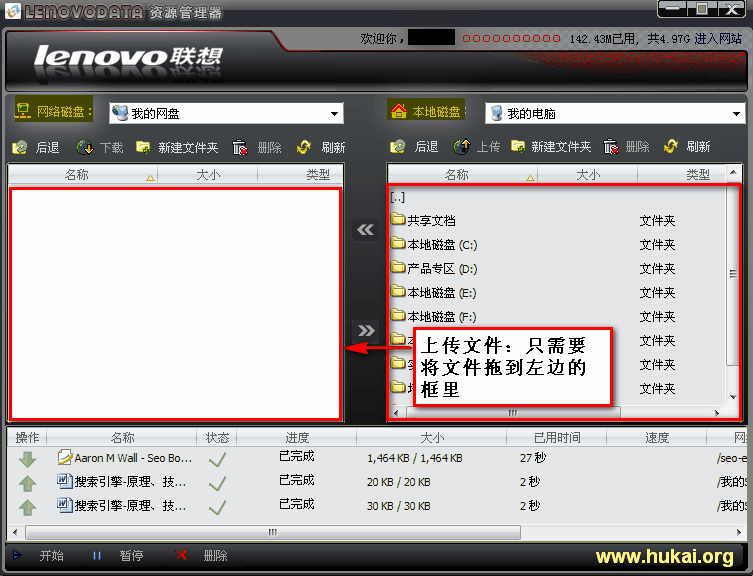 LENOVODATA 资源管理器
欢迎你， 142.43M已用, 共4.97G 进入网站
lenovo联想
网络磁盘： 我的网盘 本地磁盘： 我的电脑
后退 下载 新建文件夹 删除 刷新 后退 上传 新建文件夹 删除 刷新
名称 大小 类型 名称 大小 类型
[..]
共享文档 文件夹
本地磁盘 (C:) 文件夹
产品专区 (D:) 文件夹
本地磁盘 (E:) 文件夹
本地磁盘 (F:) 文件夹
文件夹
文件夹
文件夹
上传文件：只需要
将文件拖到左边的
框里
操作 名称 状态 进度 大小 已用时间 速度
Aaron M Wall - Seo Bo... 已完成 1,464 KB / 1,464 KB 27 秒 /seo-e
搜索引擎-原理、技... 已完成 20 KB / 20 KB 2 秒 /我的
搜索引擎-原理、技... 已完成 30 KB / 30 KB 2 秒 /我的
开始 暂停 删除
www.hukai.org